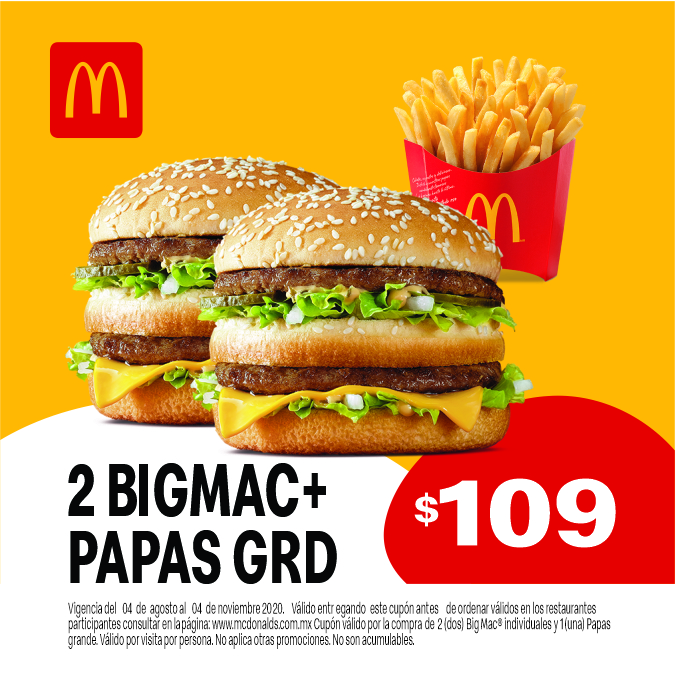 2 BIGMAC+
PAPAS GRD
$109
Vigencia del 04 de agosto al 04 de noviembre 2020. Válido entr egando este cupón antes de ordenar válidos en los restaurantes
participantes consultar en la página: www.mcdonalds.com.mx Cupón válido por la compra de 2 (dos) Big Mac® individuales y 1 (una) Papas
grande. Válido por visita por persona. No aplica otras promociones. No son acumulables.